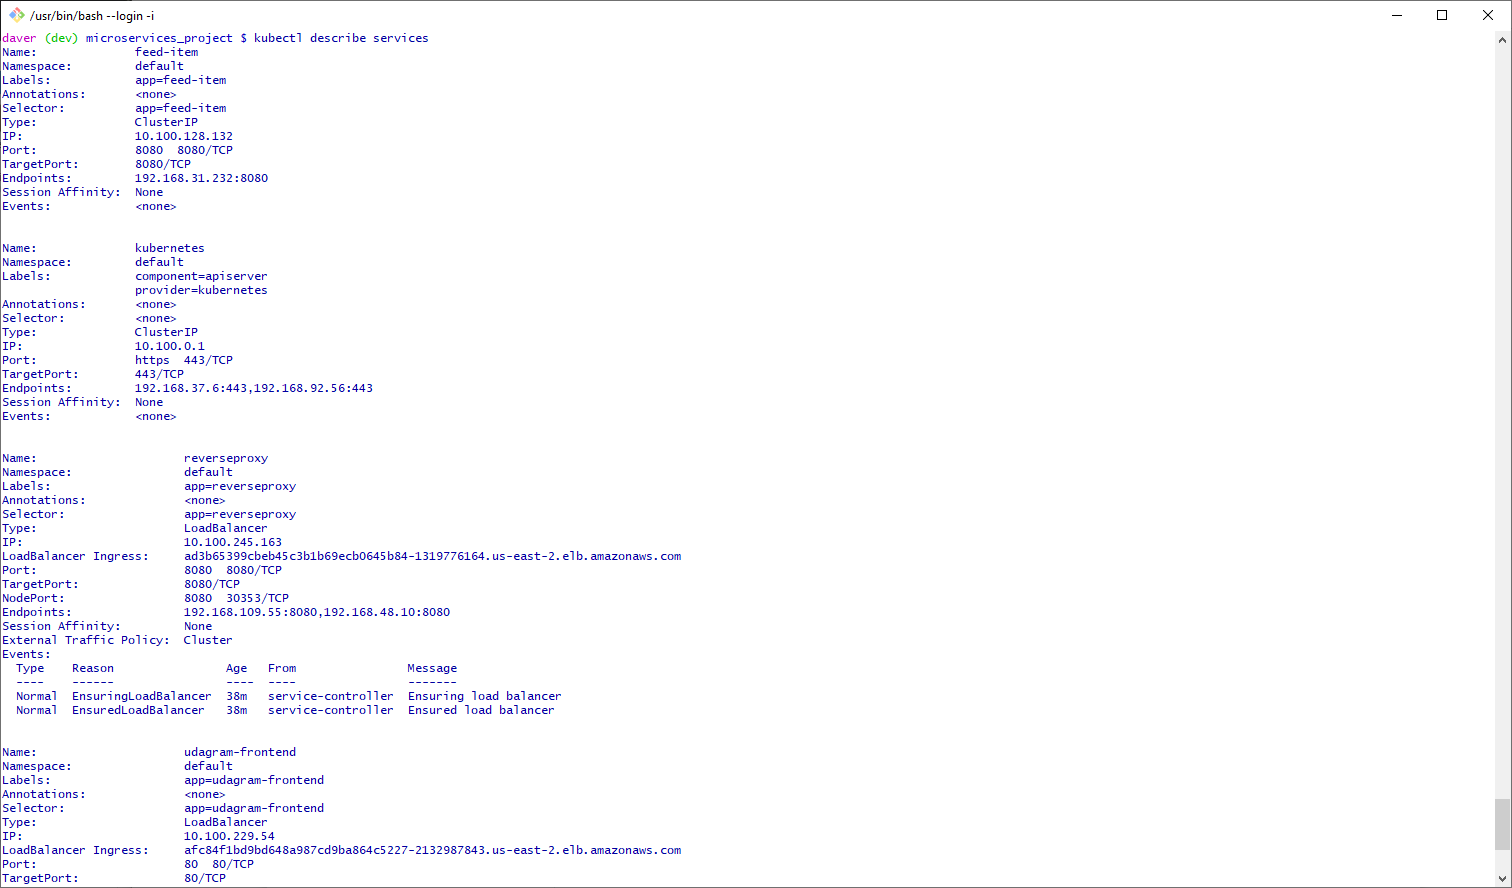 /usr/bin/bash --login -i
daver (dev) microservices_project $ kubectl describe services
Name:              feed-item
Namespace:         default
Labels:            app=feed-item
Annotations:       <none>
Selector:          app=feed-item
Type:              ClusterIP
IP:                10.100.128.132
Port:              8080  8080/TCP
TargetPort:        8080/TCP
Endpoints:         192.168.31.232:8080
Session Affinity:  None
Events:            <none>
Name:              kubernetes
Namespace:         default
Labels:            component=apiserver
                   provider=kubernetes
Annotations:       <none>
Selector:          <none>
Type:              ClusterIP
IP:                10.100.0.1
Port:              https  443/TCP
TargetPort:        443/TCP
Endpoints:         192.168.37.6:443,192.168.92.56:443
Session Affinity:  None
Events:            <none>
Name:                     reverseproxy
Namespace:                default
Labels:                   app=reverseproxy
Annotations:              <none>
Selector:                 app=reverseproxy
Type:                     LoadBalancer
IP:                       10.100.245.163
LoadBalancer Ingress:     ad3b65399cbeb45c3b1b69ecb0645b84-1319776164.us-east-2.elb.amazonaws.com
Port:                     8080  8080/TCP
TargetPort:               8080/TCP
NodePort:                 8080  30353/TCP
Endpoints:                192.168.109.55:8080,192.168.48.10:8080
Session Affinity:         None
External Traffic Policy:  Cluster
Events:
  Type    Reason                Age   From                Message
  ----    ------                ----  ----                -------
  Normal  EnsuringLoadBalancer  38m   service-controller  Ensuring load balancer
  Normal  EnsuredLoadBalancer   38m   service-controller  Ensured load balancer
Name:                     udagram-frontend
Namespace:                default
Labels:                   app=udagram-frontend
Annotations:              <none>
Selector:                 app=udagram-frontend
Type:                     LoadBalancer
IP:                       10.100.229.54
LoadBalancer Ingress:     afc84f1bd9bd648a987cd9ba864c5227-2132987843.us-east-2.elb.amazonaws.com
Port:                     80  80/TCP
TargetPort:               80/TCP